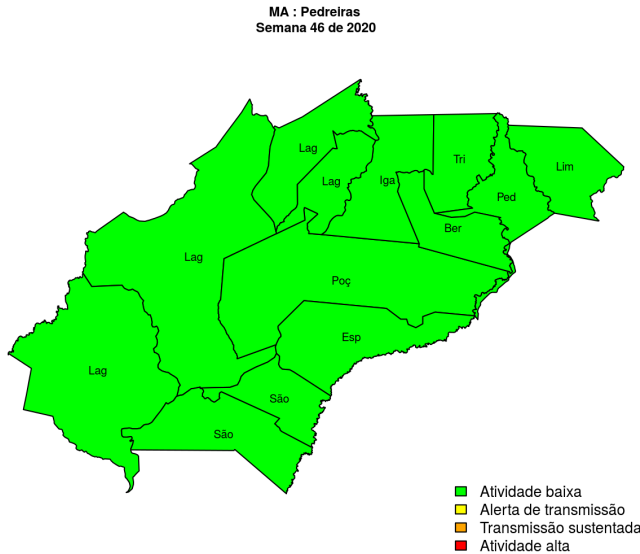 MA : Pedreiras
Semana 46 de 2020
Lag
Tri
Lim
Lag
Iga
Ped
Ber
Lag
Poç
Esp
Lag
São
São
Atividade baixa
Alerta de transmissão
Transmissão sustentada
Atividade alta